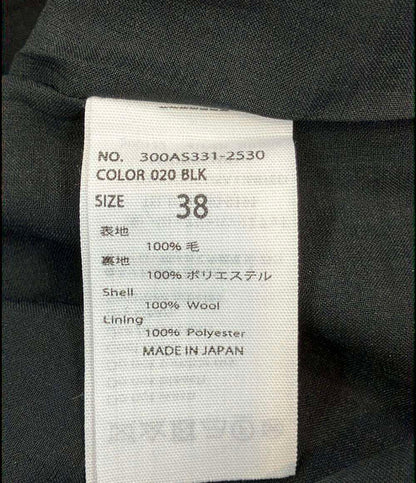 NO. 300AS331-2530
COLOR 020 BLK
SIZE 38
表地
100% 毛
裏地
100% ポリエステル
Shell
100% Wool
Lining
100% Polyester
MADE IN JAPAN